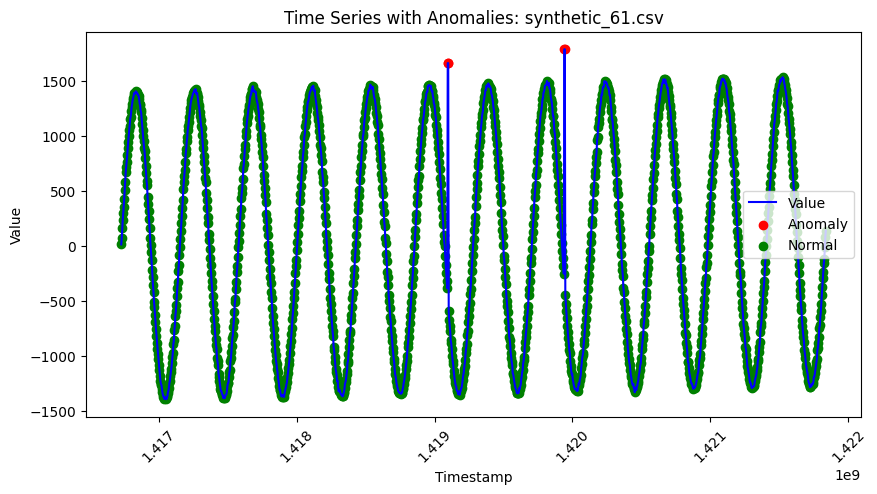 Time Series with Anomalies: synthetic_61.csv
Value
1500
1000
500
0
−500
−1000
−1500
Value
Anomaly
Normal
1.417
1.418
1.419
1.420
1.421
1.422
1e9
Timestamp